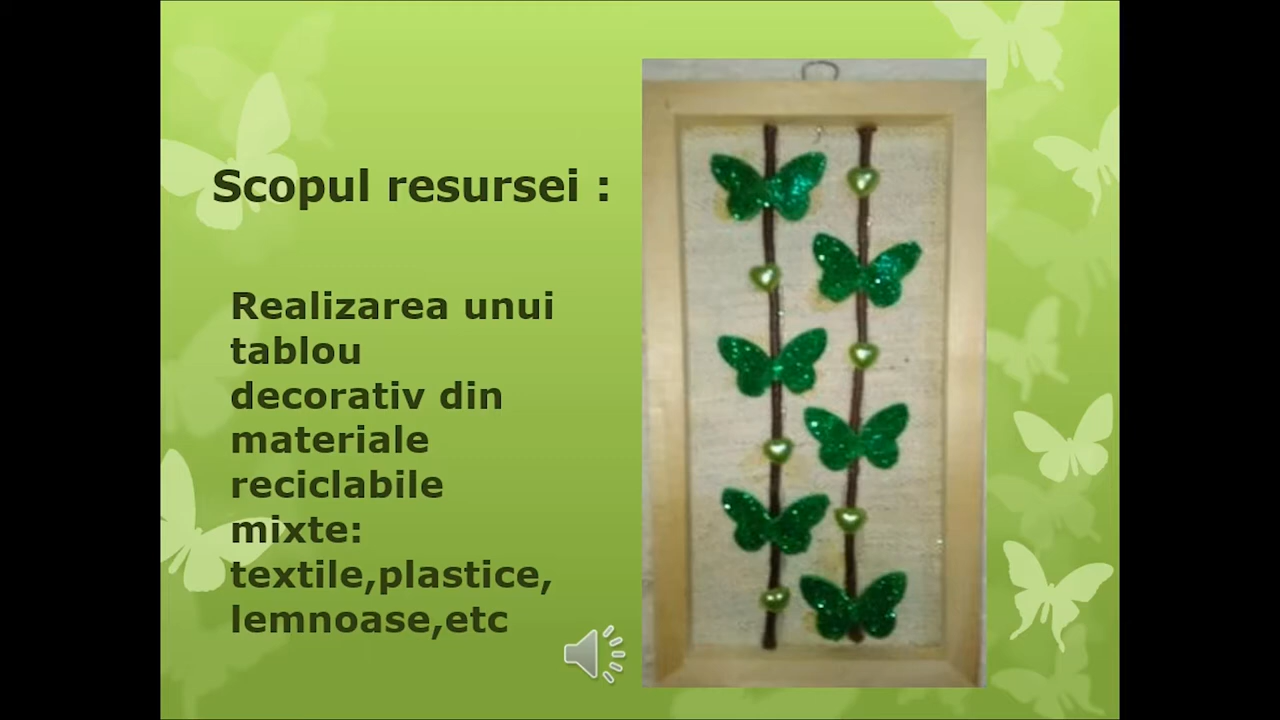 Scopul resursei :
Realizarea unui
tablou
decorativ din
materiale
reciclabile
mixte:
textile,plastice,
lemnoase,etc